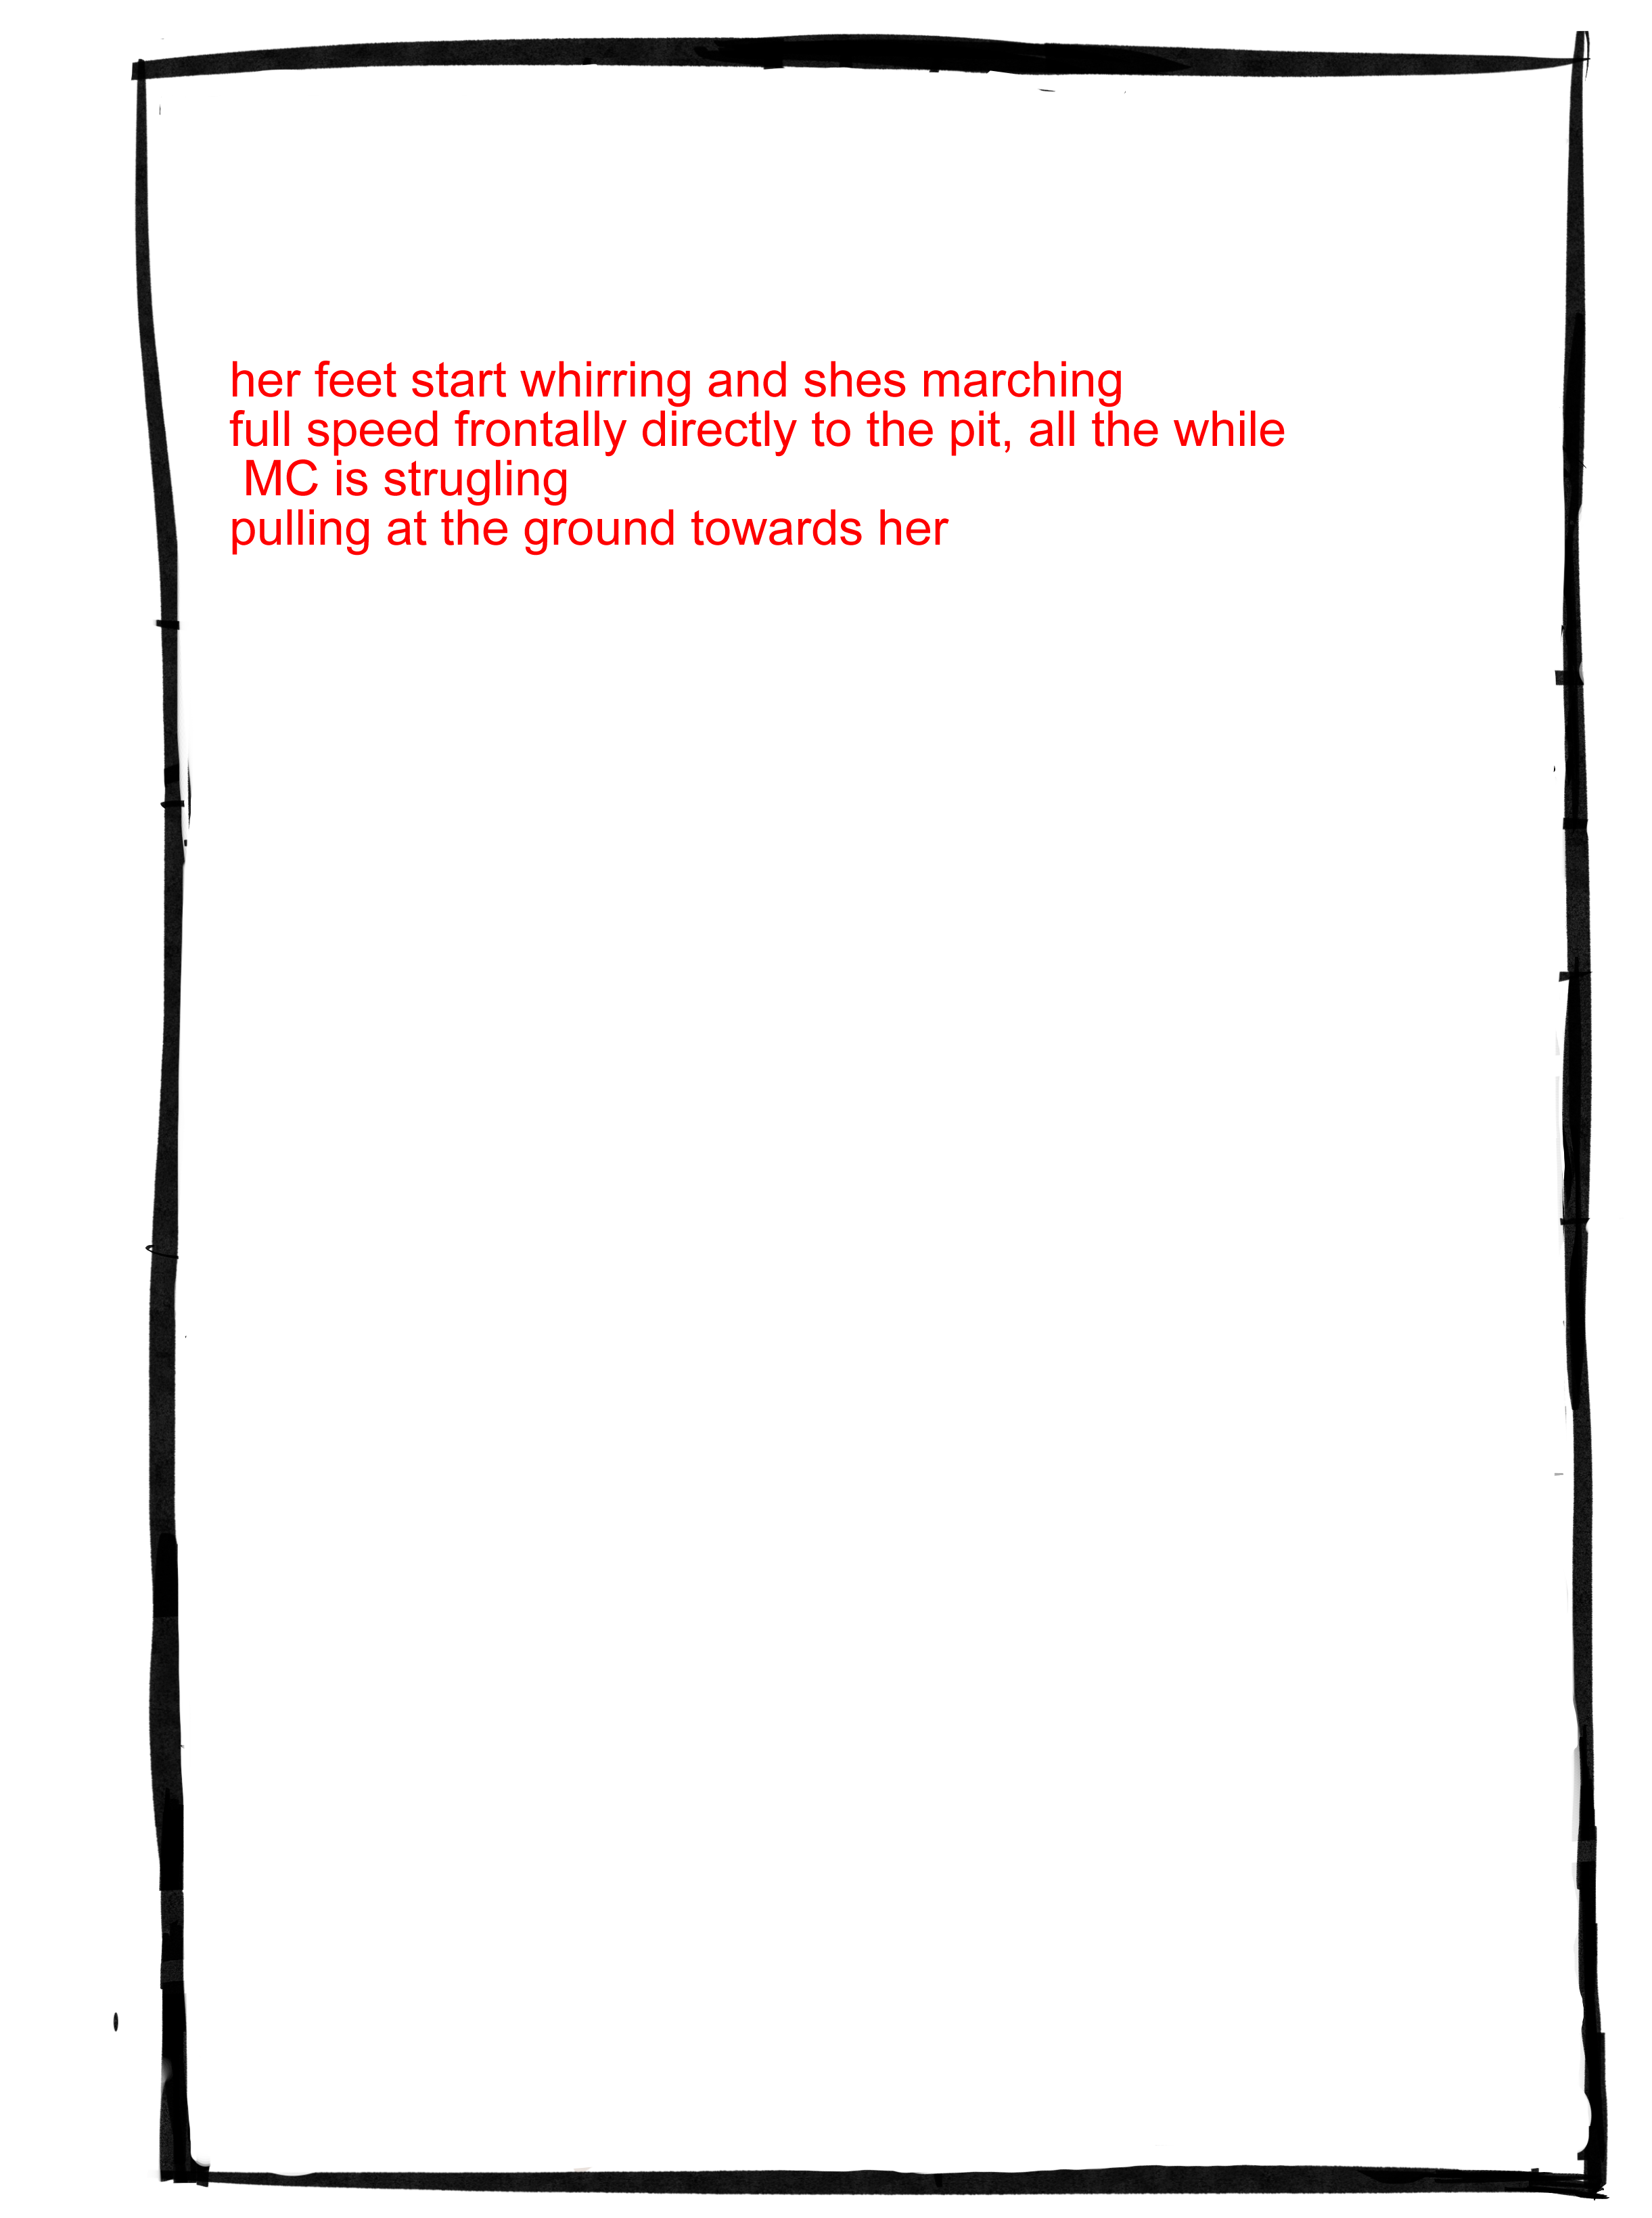 her feet start whirring and shes marching
full speed frontally directly to the pit, all the while
MC is strugling
pulling at the ground towards her